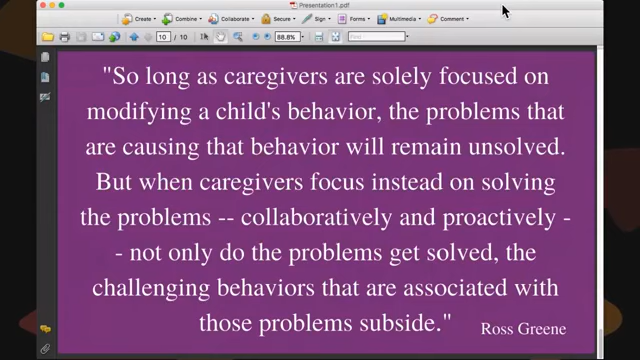 Presentation1.pdf
Create
Combine
Collaborate
Secure
Sign
Forms
Multimedia
Comment
10 / 10
88.8%
Find
"So long as caregivers are solely focused on
modifying a child's behavior, the problems that
are causing that behavior will remain unsolved.
But when caregivers focus instead on solving
the problems -- collaboratively and proactively -
- not only do the problems get solved, the
challenging behaviors that are associated with
those problems subside."
Ross Greene